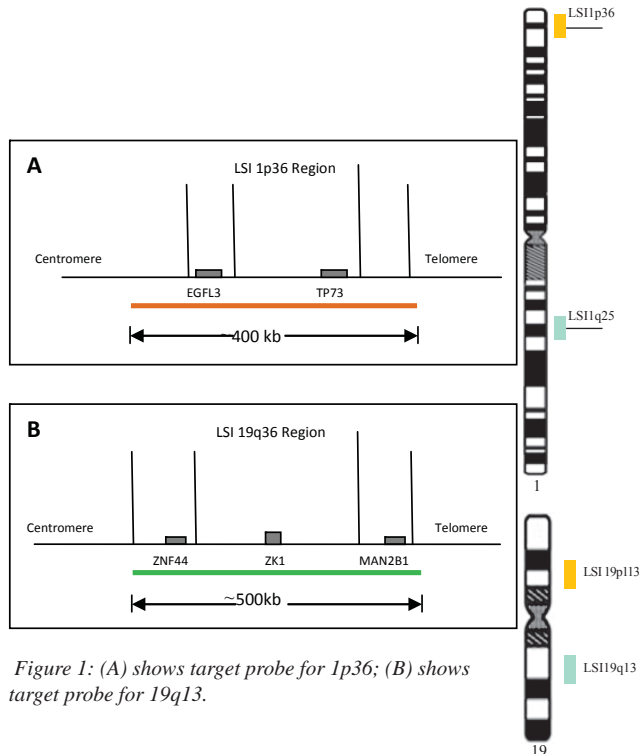 LSI1p36
A
LSI 1p36 Region
Centromere
Telomere
EGFL3
TP73
~400 kb
LSI1q25
B
LSI 19q36 Region
1
Centromere
Telomere
ZNF44
ZK1
MAN2B1
LSI 19p113
~500kb
LSI19q13
Figure 1: (A) shows target probe for 1p36; (B) shows
target probe for 19q13.
19